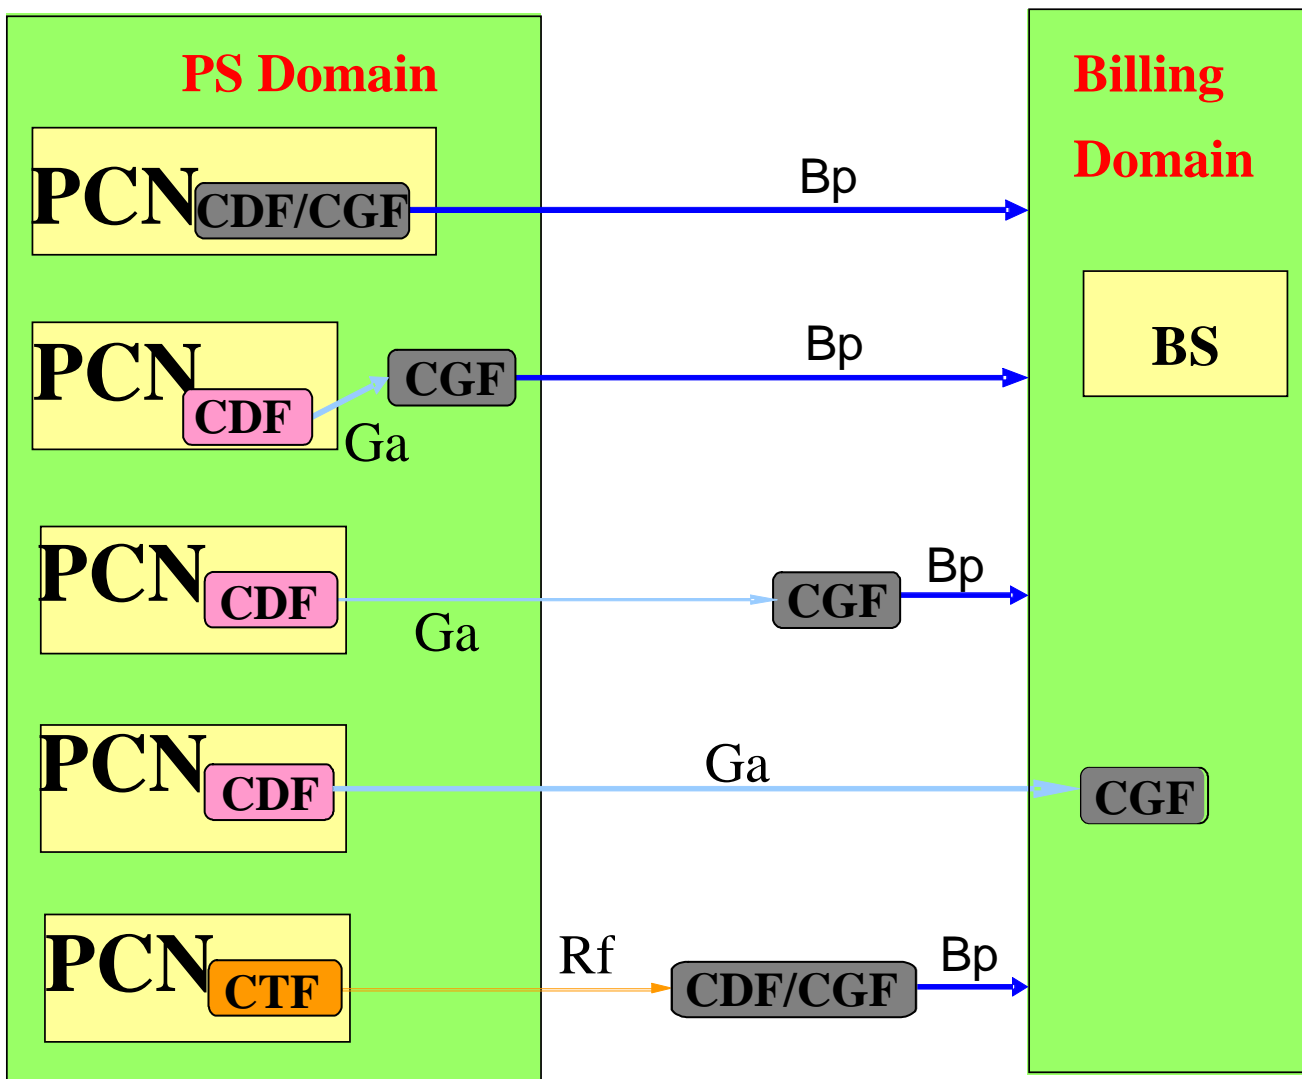 PS Domain
Billing
Domain
PCN
CDF/CGF
Bp
PCN
CDF
Ga
CGF
Bp
BS
PCN
CDF
Ga
CGF
Bp
PCN
CDF
Ga
CGF
PCN
CTF
Rf
CDF/CGF
Bp